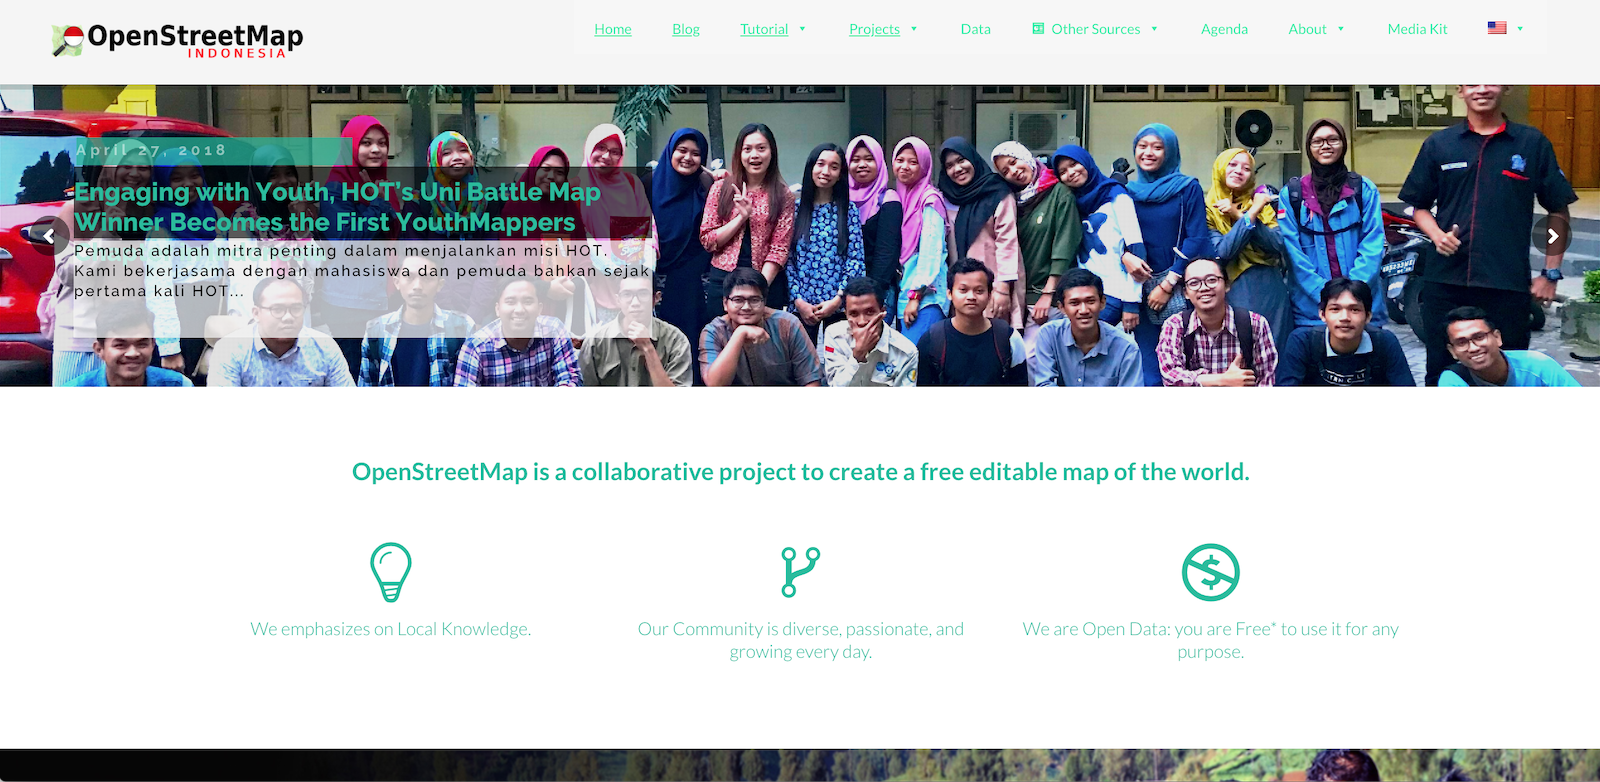 OpenStreetMap
INDONESIA
Home Blog Tutorial Projects Data Other Sources Agenda About Media Kit
April 27, 2018
Engaging with Youth, HOT's Uni Battle Map
Winner Becomes the First YouthMappers
Pemuda adalah mitra penting dalam menjalankan misi HOT.
Kami bekerjasama dengan mahasiswa dan pemuda bahkan sejak
pertama kali HOT...
OpenStreetMap is a collaborative project to create a free editable map of the world.
We emphasizes on Local Knowledge.
Our Community is diverse, passionate, and
growing every day.
We are Open Data: you are Free* to use it for any
purpose.